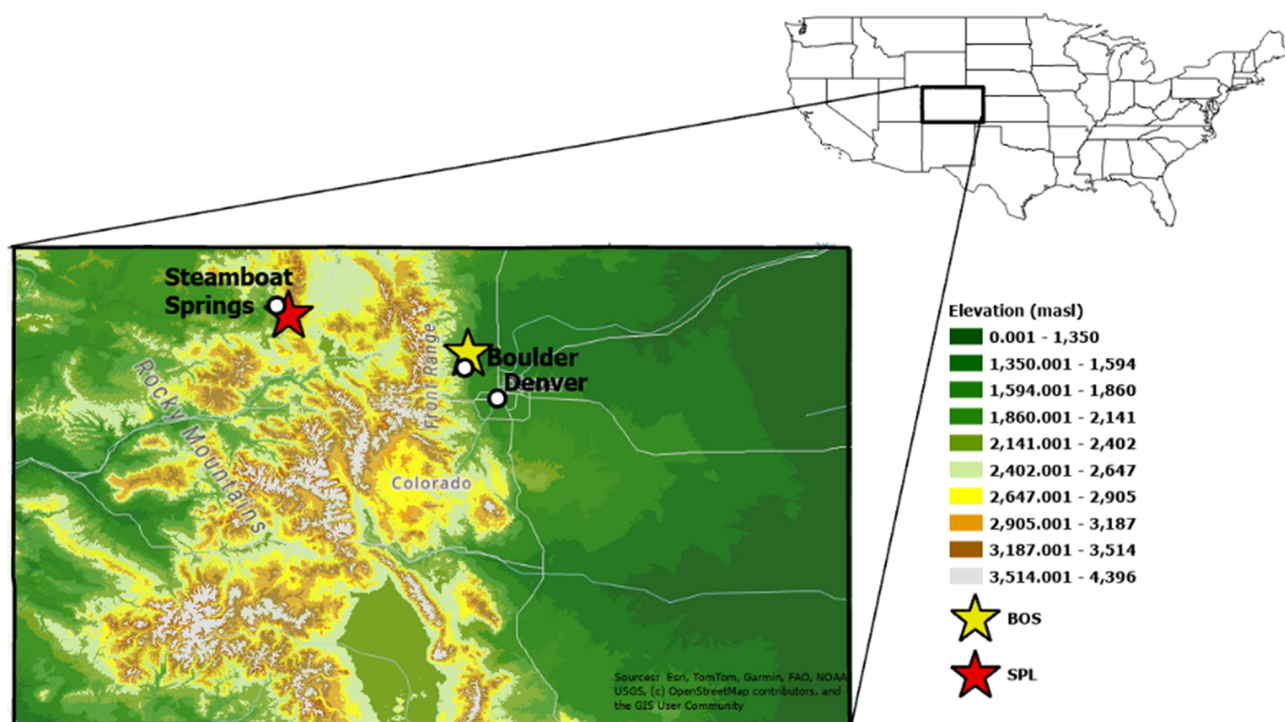 Steamboat
Springs
Boulder
Denver
Front Range
Rocky Mountains
Colorado
Sources: Esri, TomTom, Garmin, FAO, NOAA,
USGS, (c) OpenStreetMap contributors, and
the GIS User Community
Elevation (masl)
0.001 - 1,350
1,350.001 - 1,594
1,594.001 - 1,860
1,860.001 - 2,141
2,141.001 - 2,402
2,402.001 - 2,647
2,647.001 - 2,905
2,905.001 - 3,187
3,187.001 - 3,514
3,514.001 - 4,396
BOS
SPL